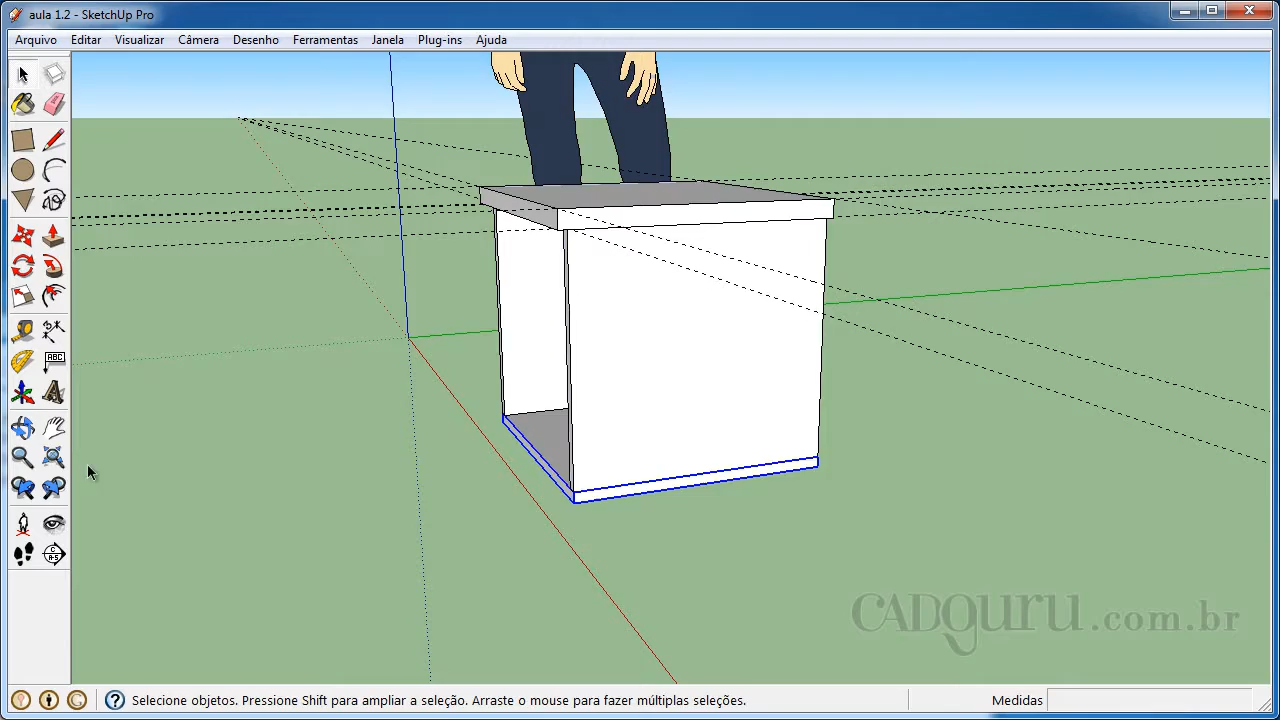 aula 1.2 - SketchUp Pro
Arquivo Editar Visualizar Câmera Desenho Ferramentas Janela Plug-ins Ajuda
ABC
A
C
A-S
CADguru.com.br
Selecione objetos. Pressione Shift para ampliar a seleção. Arraste o mouse para fazer múltiplas seleções.
Medidas